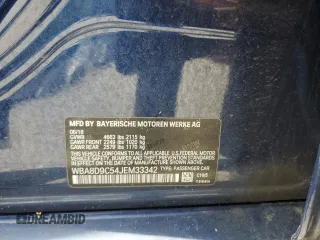 MFD BY BAYERISCHE MOTOREN WERKE AG
06/18
GVWR 4663 lbs 2115 kg
GAWR FRONT 2249 lbs 1020 kg
GAWR REAR 2579 lbs 1170 kg
THIS VEHICLE CONFORMS TO ALL APPLICABLE U.S. FEDERAL MOTOR
VEHICLE SAFETY, BUMPER, AND THEFT PREVENTION STANDARDS
IN EFFECT ON THE DATE OF MANUFACTURE SHOWN ABOVE.
WBA8D9C54JEM33342 TYPE: PASSENGER CAR